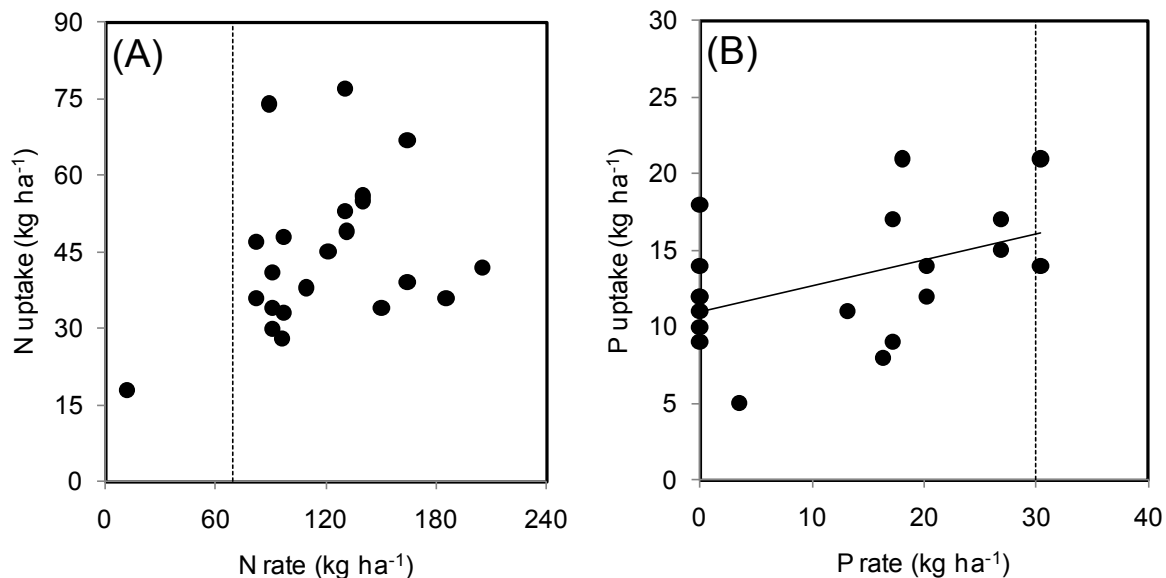 (A)
90
75
60
45
30
15
0
N uptake (kg ha⁻¹)
0 60 120 180 240
N rate (kg ha⁻¹)
(B)
30
25
20
15
10
5
0
P uptake (kg ha⁻¹)
0 10 20 30 40
P rate (kg ha⁻¹)